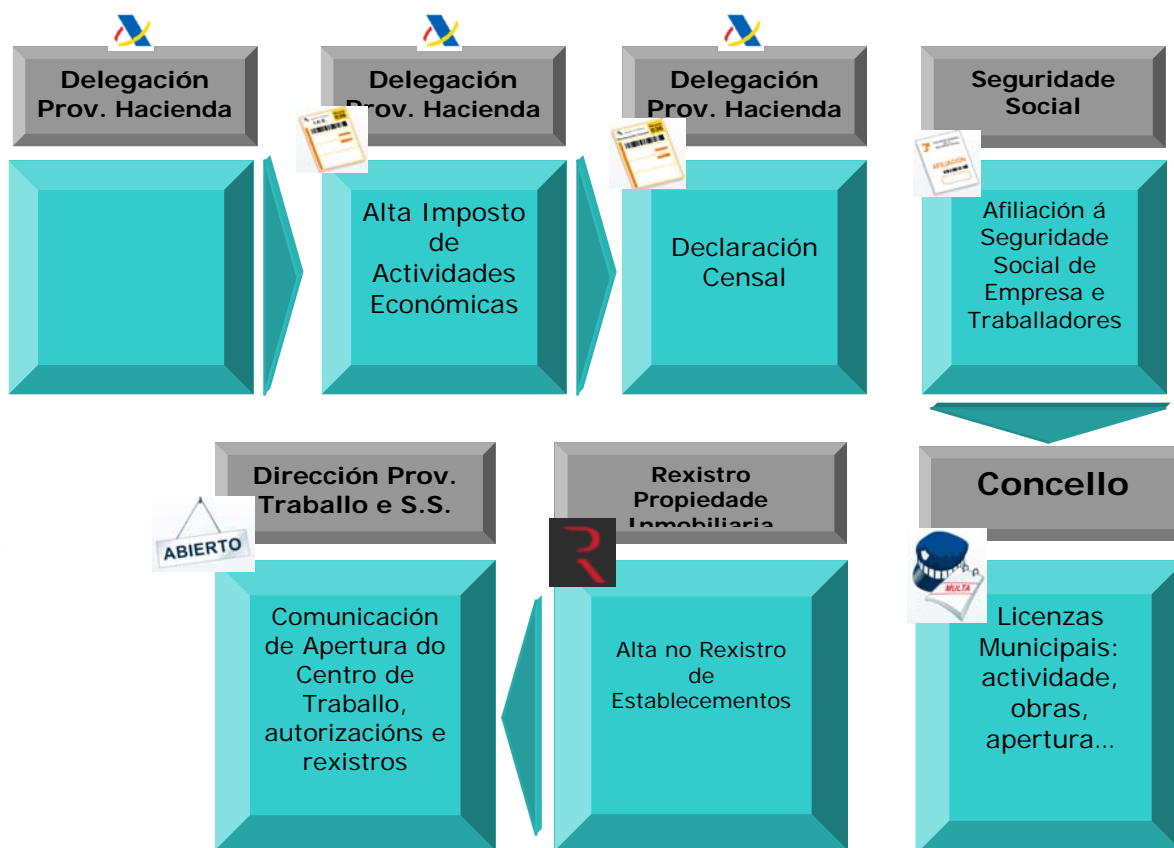 Delegación
Prov. Hacienda
Delegación
Prov. Hacienda
Delegación
Prov. Hacienda
Seguridade
Social
Alta Imposto
de
Actividades
Económicas
Declaración
Censal
AFILIACIÓN
Afiliación á
Seguridade
Social de
Empresa e
Traballadores
Dirección Prov.
Traballo e S.S.
Rexistro
Propiedade
Inmobiliaria
Concello
ABIERTO
Comunicación
de Apertura do
Centro de
Traballo,
autorizacións e
rexistros
Alta no Rexistro
de
Establecementos
MULTA
Licenzas
Municipais:
actividade,
obras,
apertura...